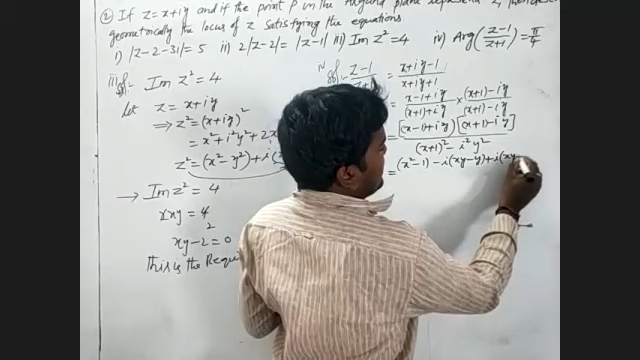 ② If z=x+iy and if the point P in the Argand plane represents z, then describe
geometrically the locus of z satisfying the equations
i) |z-2-3i|=5 ii) 2|z-2|=|z-1| iii) Im z²=4 iv) Arg(z-1/z+1)=π/4
iii) Sol:- Im z²=4
Let z=x+iy
⇒ z²=(x+iy)²
=x²+i²y²+2x
z²=(x²-y²)+i(
→ Im z²=4
2xy=4
xy-2=0
This is the Requ
iv Sol:- z-1/z+1 = x+iy-1/x+iy+1
= x-1+iy/(x+1)+iy × (x+1)-iy/(x+1)-iy
= [(x-1)+iy][(x+1)-iy]/(x+1)²-i²y²
= (x²-1)-i(xy-y)+i(xy